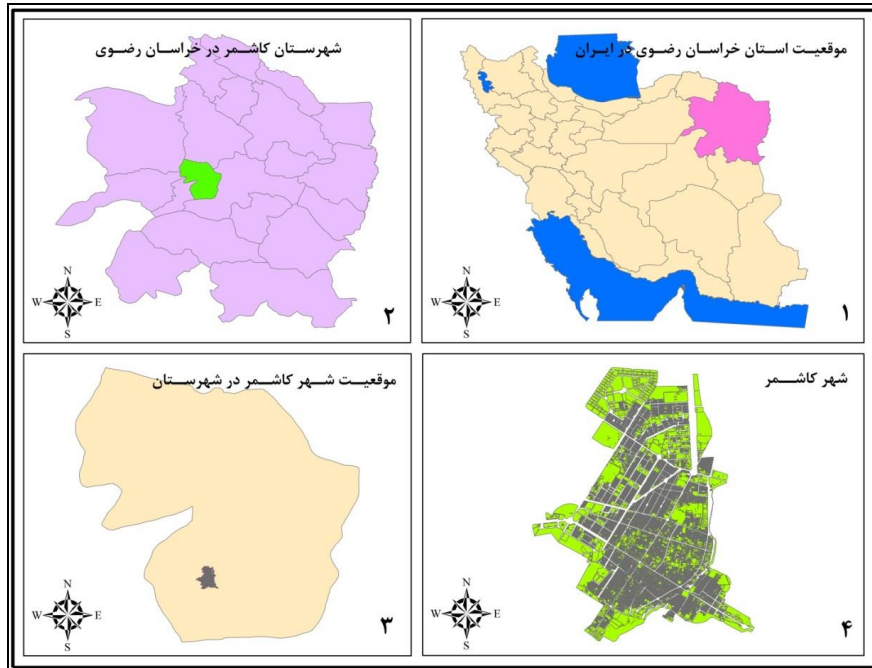 موقعیت استان خراسان رضوی در ایران
N
W E
S
۱
شهرستان کاشمر در خراسان رضوی
N
W E
S
۲
موقعیت شهر کاشمر در شهرستان
N
W E
S
۳
شهر کاشمر
N
W E
S
۴